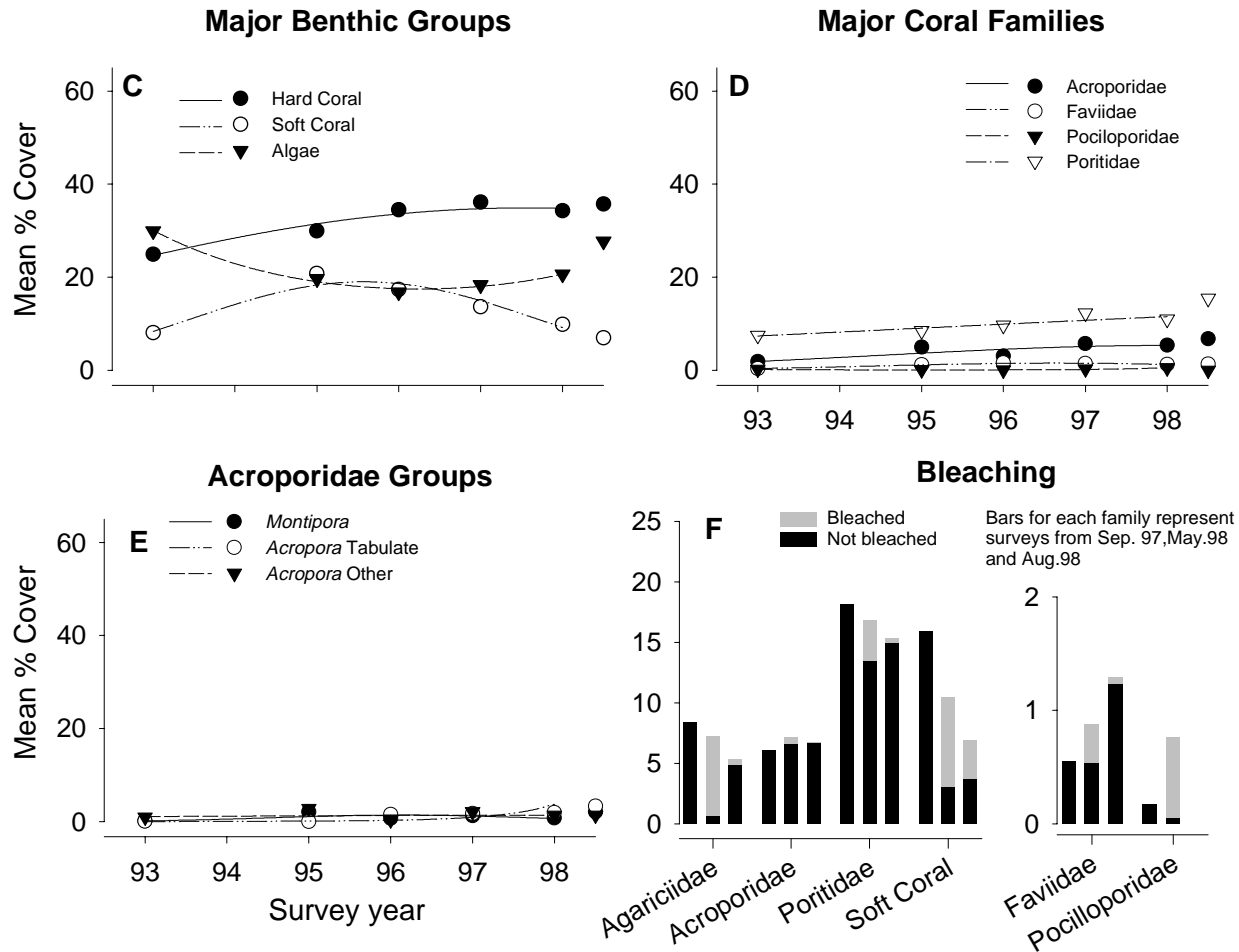 Major Benthic Groups
C
Hard Coral
Soft Coral
Algae
60
40
20
0
Mean % Cover
Major Coral Families
D
Acroporidae
Faviidae
Pociloporidae
Poritidae
60
40
20
0
93 94 95 96 97 98
Acroporidae Groups
E
Montipora
Acropora Tabulate
Acropora Other
60
40
20
0
Mean % Cover
93 94 95 96 97 98
Survey year
Bleaching
F
Bleached
Not bleached
Bars for each family represent
surveys from Sep. 97,May.98
and Aug.98
25
20
15
10
5
0
Agariciidae
Acroporidae
Poritidae
Soft Coral
2
1
0
Faviidae
Pocilloporidae